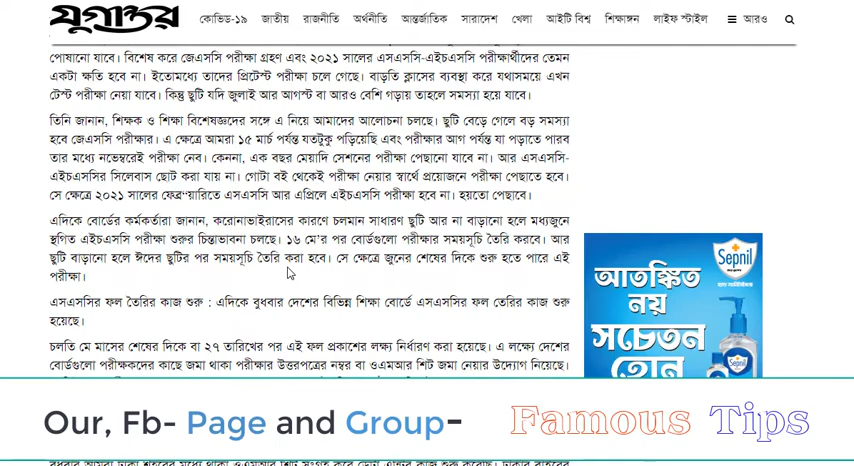 যুগান্তর
কোভিড-১৯ জাতীয় রাজনীতি অর্থনীতি আন্তর্জাতিক সারাদেশ খেলা আইটি বিশ্ব শিক্ষাঙ্গন লাইফ স্টাইল আরও
পোষানো যাবে। বিশেষ করে জেএসসি পরীক্ষা গ্রহণ এবং ২০২১ সালের এসএসসি-এইচএসসি পরীক্ষার্থীদের তেমন
একটা ক্ষতি হবে না। ইতোমধ্যে তাদের প্রিটেস্ট পরীক্ষা চলে গেছে। বাড়তি ক্লাসের ব্যবস্থা করে যথাসময়ে এখন
টেস্ট পরীক্ষা নেয়া যাবে। কিন্তু ছুটি যদি জুলাই আর আগস্ট বা আরও বেশি গড়ায় তাহলে সমস্যা হয়ে যাবে।
তিনি জানান, শিক্ষক ও শিক্ষা বিশেষজ্ঞদের সঙ্গে এ নিয়ে আমাদের আলোচনা চলছে। ছুটি বেড়ে গেলে বড় সমস্যা
হবে জেএসসি পরীক্ষার। এ ক্ষেত্রে আমরা ১৫ মার্চ পর্যন্ত যতটুকু পড়িয়েছি এবং পরীক্ষার আগ পর্যন্ত যা পড়াতে পারব
তার মধ্যে নভেম্বরেই পরীক্ষা নেব। কেননা, এক বছর মেয়াদি সেশনের পরীক্ষা পেছানো যাবে না। আর এসএসসি-
এইচএসসির সিলেবাস ছোট করা যায় না। গোটা বই থেকেই পরীক্ষা নেয়ার স্বার্থে প্রয়োজনে পরীক্ষা পেছাতে হবে।
সে ক্ষেত্রে ২০২১ সালের ফেব্র“য়ারিতে এসএসসি আর এপ্রিলে এইচএসসি পরীক্ষা হবে না। হয়তো পেছাবে।
এদিকে বোর্ডের কর্মকর্তারা জানান, করোনাভাইরাসের কারণে চলমান সাধারণ ছুটি আর না বাড়ানো হলে মধ্যজুনে
স্থগিত এইচএসসি পরীক্ষা শুরুর চিন্তাভাবনা চলছে। ১৬ মে’র পর বোর্ডগুলো পরীক্ষার সময়সূচি তৈরি করবে। আর
ছুটি বাড়ানো হলে ঈদের ছুটির পর সময়সূচি তৈরি করা হবে। সে ক্ষেত্রে জুনের শেষের দিকে শুরু হতে পারে এই
পরীক্ষা।
এসএসসির ফল তৈরির কাজ শুরু : এদিকে বুধবার দেশের বিভিন্ন শিক্ষা বোর্ডে এসএসসির ফল তৈরির কাজ শুরু
হয়েছে।
চলতি মে মাসের শেষের দিকে বা ২৭ তারিখের পর এই ফল প্রকাশের লক্ষ্য নির্ধারণ করা হয়েছে। এ লক্ষ্যে দেশের
বোর্ডগুলো পরীক্ষকদের কাছে জমা থাকা পরীক্ষার উত্তরপত্রের নম্বর বা ওএমআর শিট জমা নেয়ার উদ্যোগ নিয়েছে।
Sepnil
আতঙ্কিত
নয়
সচেতন
হোন
Sepnil
Our, Fb- Page and Group-
Famous Tips